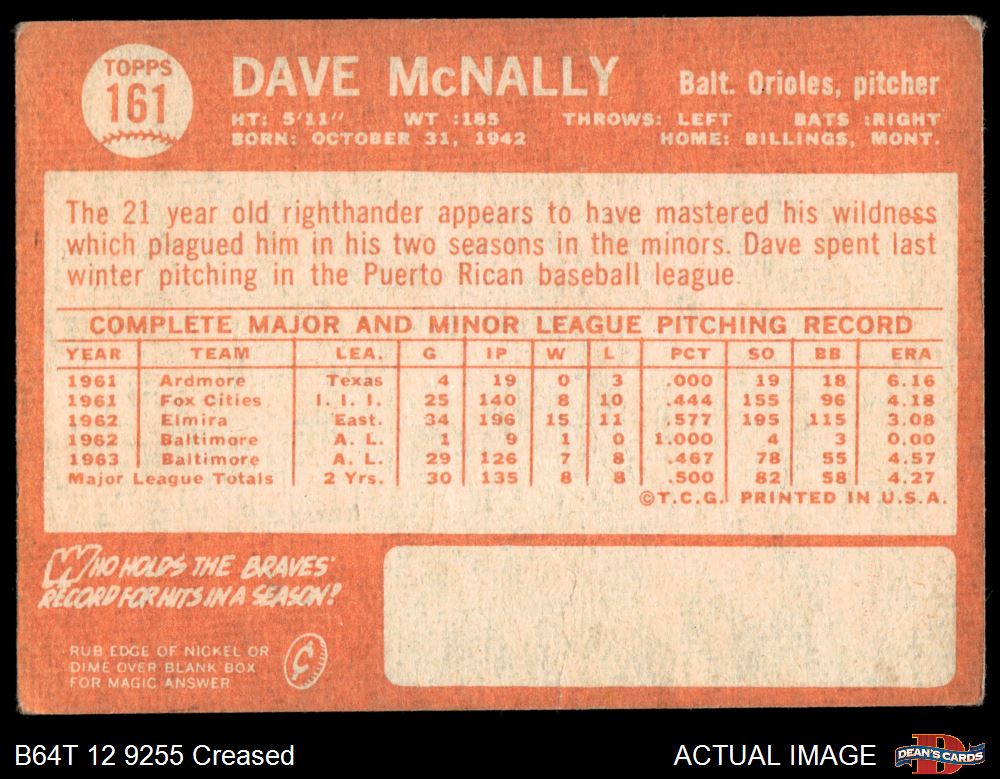 TOPPS
161
DAVE McNALLY
Balt. Orioles, pitcher
HT: 5'11" WT :185 THROWS: LEFT BATS :RIGHT
BORN: OCTOBER 31, 1942 HOME: BILLINGS, MONT.
The 21 year old righthander appears to have mastered his wildness
which plagued him in his two seasons in the minors. Dave spent last
winter pitching in the Puerto Rican baseball league.
COMPLETE MAJOR AND MINOR LEAGUE PITCHING RECORD
YEAR TEAM LEA. G IP W L PCT SO BB ERA
1961 Ardmore Texas 4 19 0 3 .000 19 18 6.16
1961 Fox Cities I. I. I. 25 140 8 10 .444 155 96 4.18
1962 Elmira East. 34 196 15 11 .577 195 115 3.08
1962 Baltimore A. L. 1 9 1 0 1.000 4 3 0.00
1963 Baltimore A. L. 29 126 7 8 .467 78 55 4.57
Major League Totals 2 Yrs. 30 135 8 8 .500 82 58 4.27
©T.C.G. PRINTED IN U.S.A.
WHO HOLDS THE BRAVES'
RECORD FOR HITS IN A SEASON?
RUB EDGE OF NICKEL OR
DIME OVER BLANK BOX
FOR MAGIC ANSWER
¢
B64T 12 9255 Creased
ACTUAL IMAGE
DEAN'S CARDS